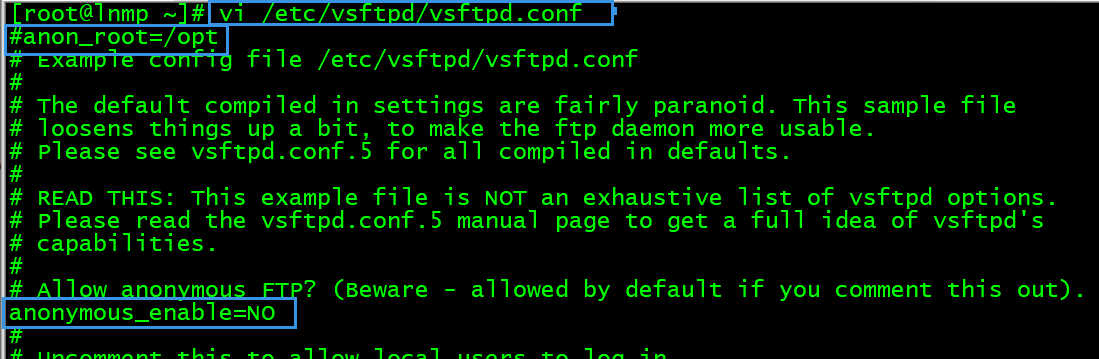 [root@lnmp ~]# vi /etc/vsftpd/vsftpd.conf
#anon_root=/opt
# Example config file /etc/vsftpd/vsftpd.conf
#
# The default compiled in settings are fairly paranoid. This sample file
# loosens things up a bit, to make the ftp daemon more usable.
# Please see vsftpd.conf.5 for all compiled in defaults.
#
# READ THIS: This example file is NOT an exhaustive list of vsftpd options.
# Please read the vsftpd.conf.5 manual page to get a full idea of vsftpd's
# capabilities.
#
# Allow anonymous FTP? (Beware - allowed by default if you comment this out).
anonymous_enable=NO
#
# Uncomment this to allow local users to log in